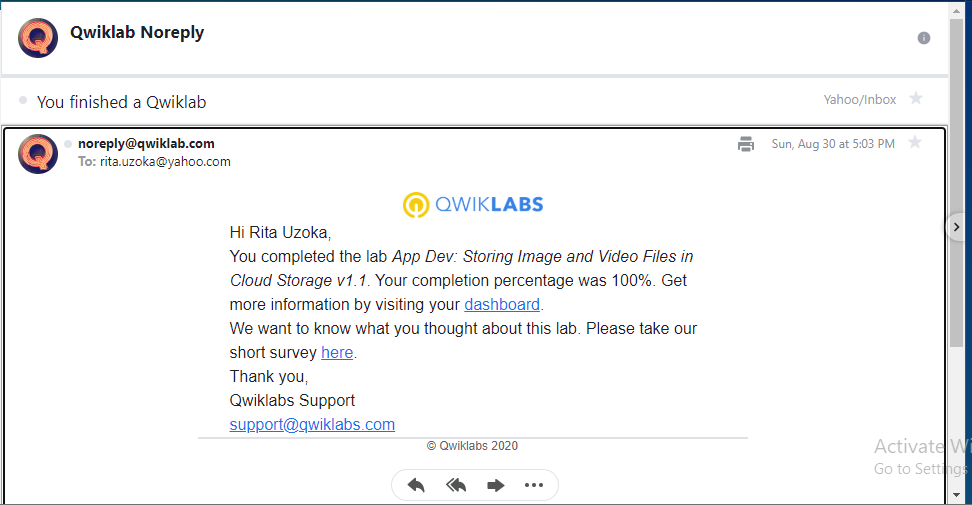 Qwiklab Noreply
You finished a Qwiklab
Yahoo/Inbox
noreply@qwiklab.com
Sun, Aug 30 at 5:03 PM
To: rita.uzoka@yahoo.com
QWIKLABS
Hi Rita Uzoka,
You completed the lab App Dev: Storing Image and Video Files in
Cloud Storage v1.1. Your completion percentage was 100%. Get
more information by visiting your dashboard.
We want to know what you thought about this lab. Please take our
short survey here.
Thank you,
Qwiklabs Support
support@qwiklabs.com
© Qwiklabs 2020
Activate Wi
Go to Settings